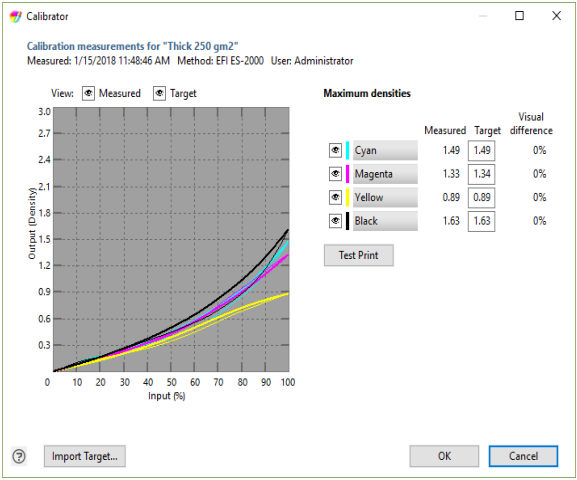 Calibrator
Calibration measurements for "Thick 250 gm2"
Measured: 1/15/2018 11:48:46 AM Method: EFI ES-2000 User: Administrator
View: Measured Target
Maximum densities
Visual
Measured Target difference
Cyan 1.49 1.49 0%
Magenta 1.33 1.34 0%
Yellow 0.89 0.89 0%
Black 1.63 1.63 0%
Test Print
Output (Density)
3.0
2.7
2.4
2.1
1.8
1.5
1.2
0.9
0.6
0.3
0 10 20 30 40 50 60 70 80 90 100
Input (%)
? Import Target... OK Cancel